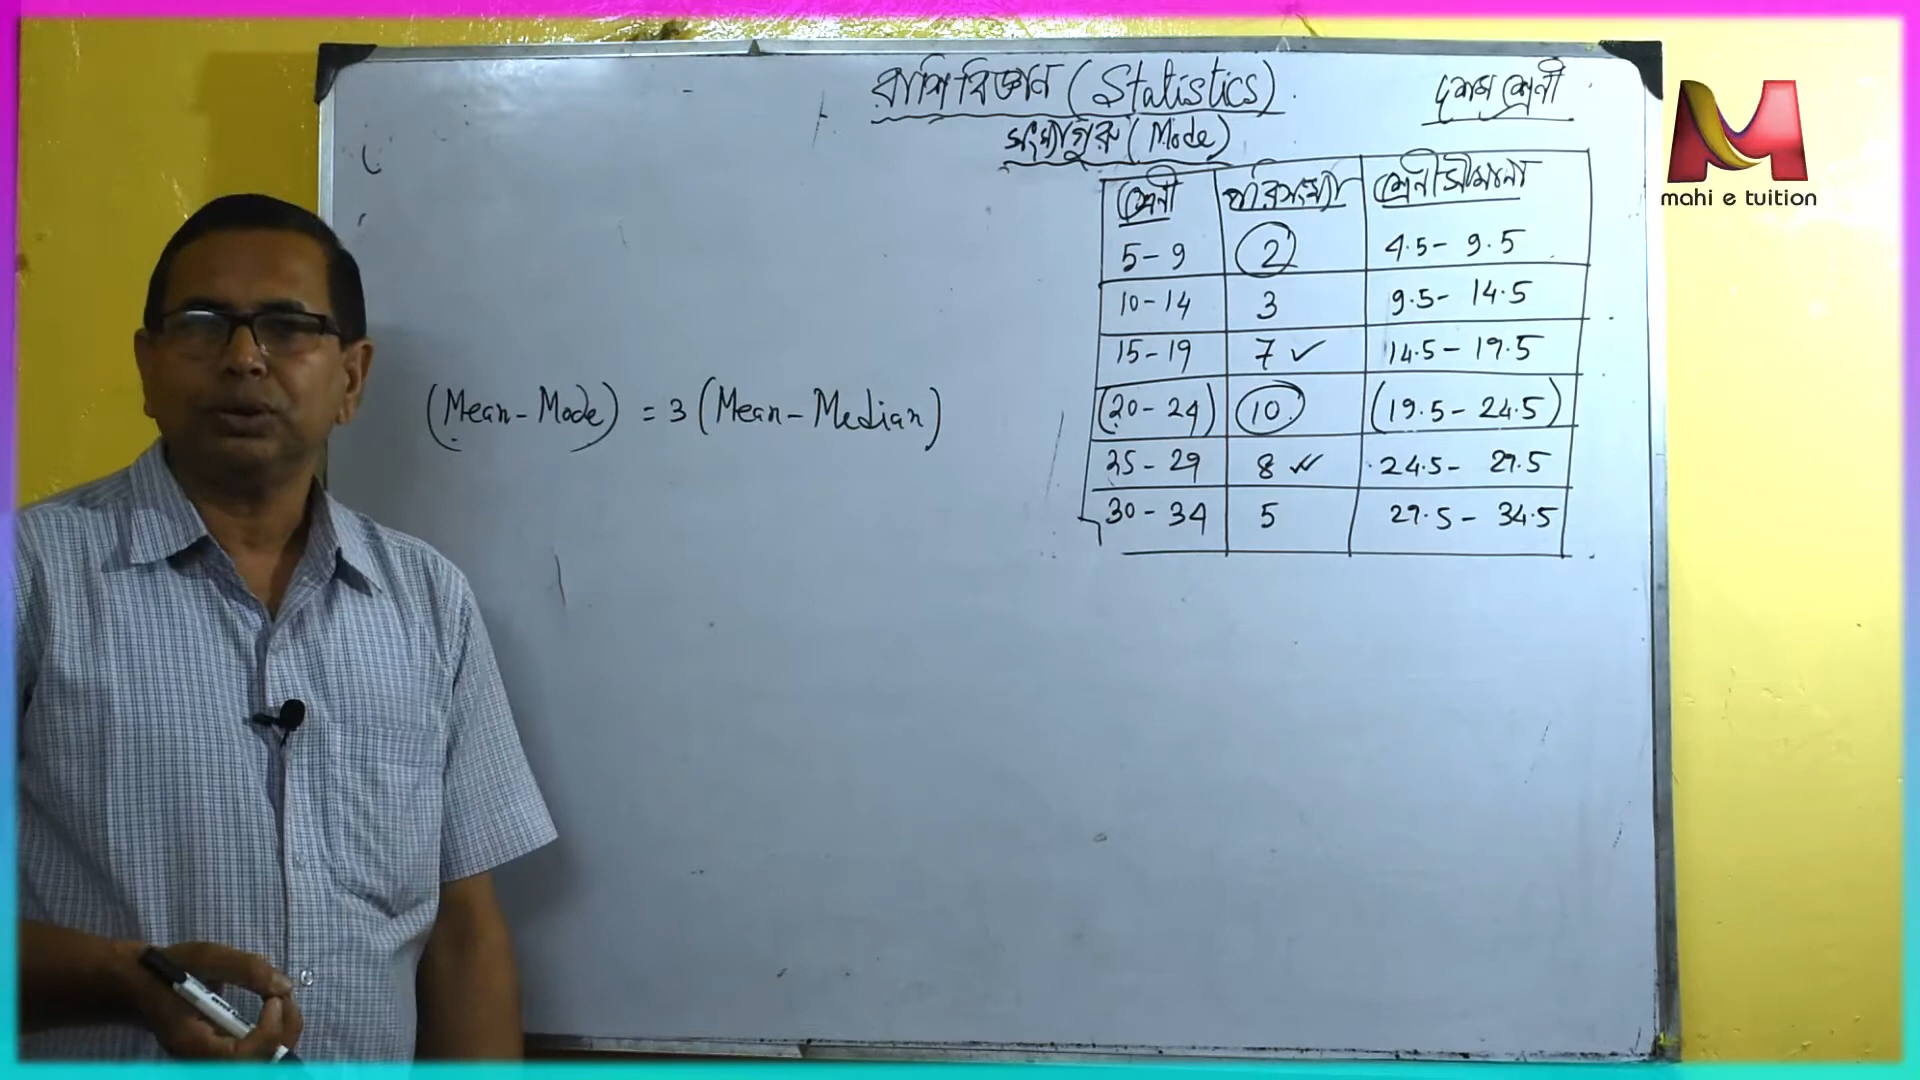 রাশিবিজ্ঞান (Statistics)
দশম শ্রেনী
সংখ্যাগুরু (Mode)
শ্রেনী পরিসংখ্যা শ্রেনীসীমানা
5 - 9 2 4.5 - 9.5
10 - 14 3 9.5 - 14.5
15 - 19 7 ✓ 14.5 - 19.5
(20 - 24) 10 (19.5 - 24.5)
25 - 29 8 ✓ 24.5 - 29.5
30 - 34 5 29.5 - 34.5
(Mean - Mode) = 3 (Mean - Median)
M
mahi e tuition